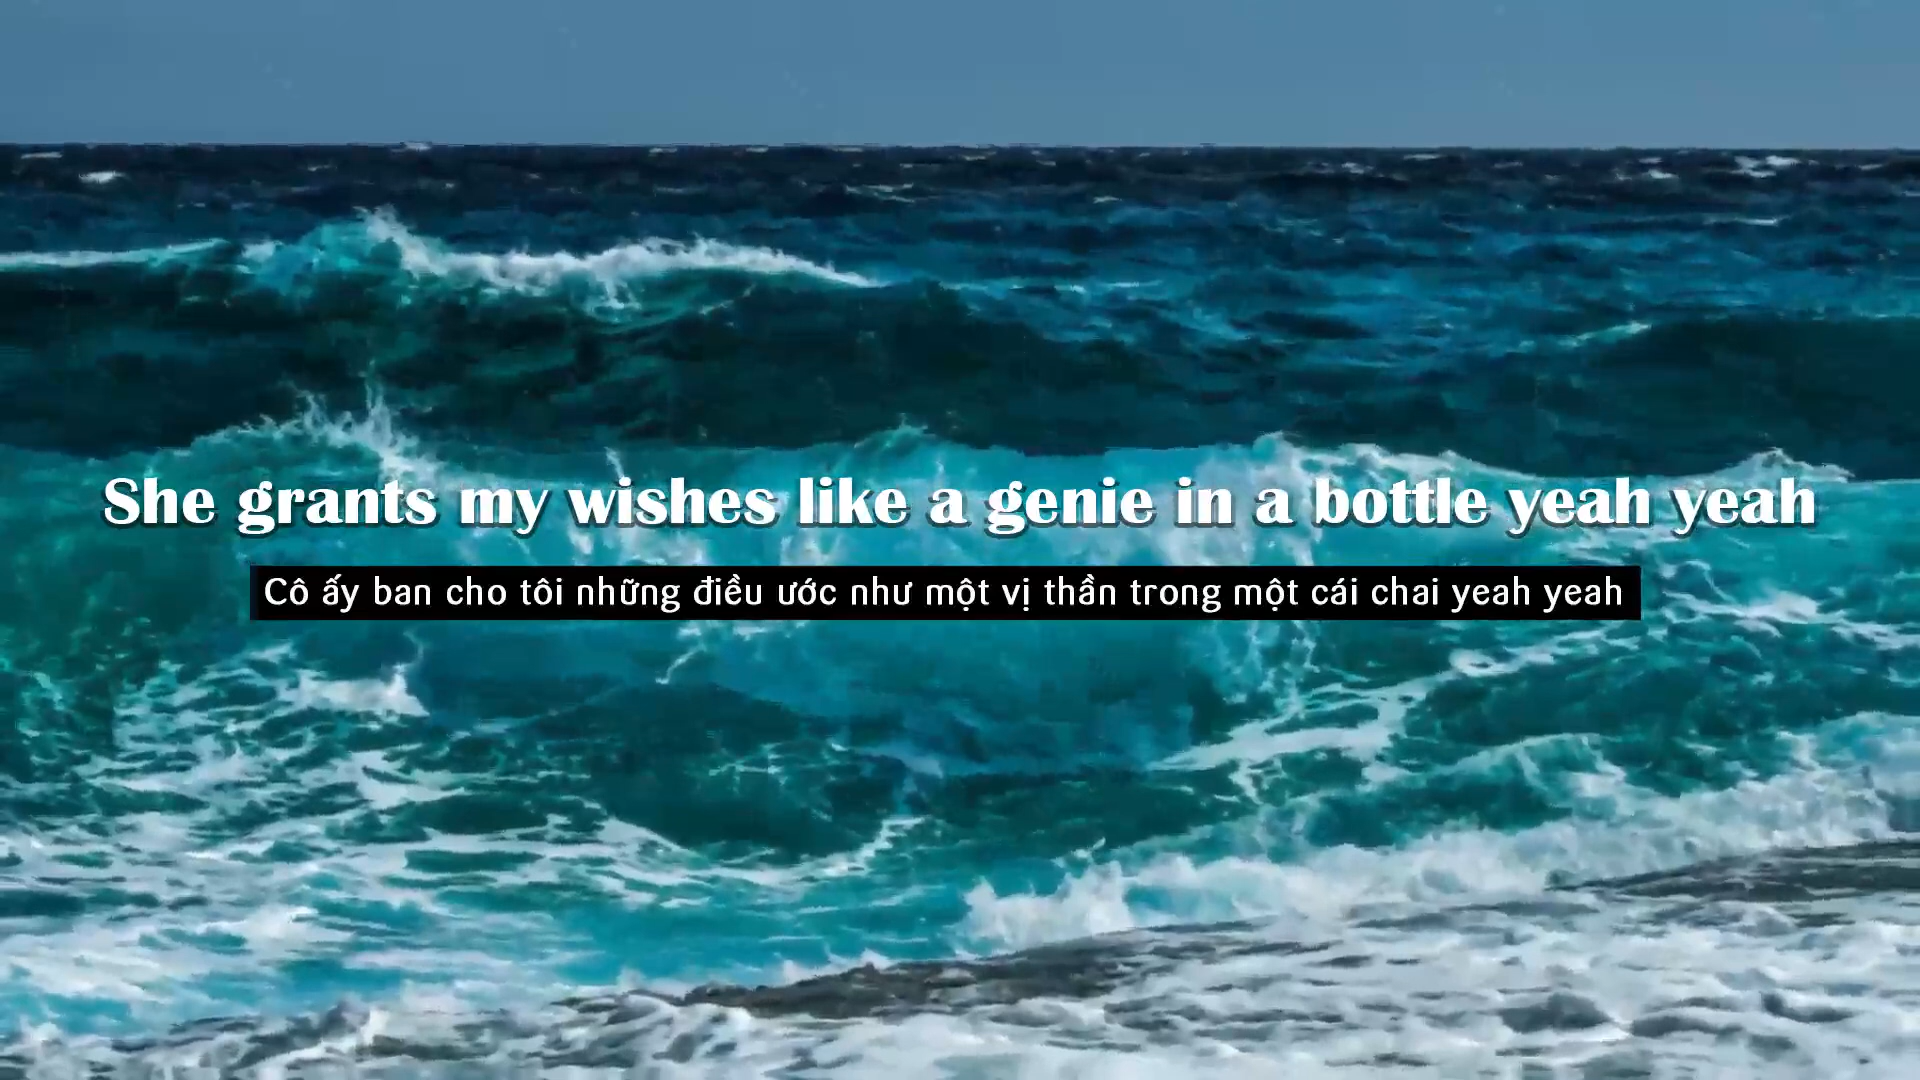 She grants my wishes like a genie in a bottle yeah yeah
Cô ấy ban cho tôi những điều ước như một vị thần trong một cái chai yeah yeah